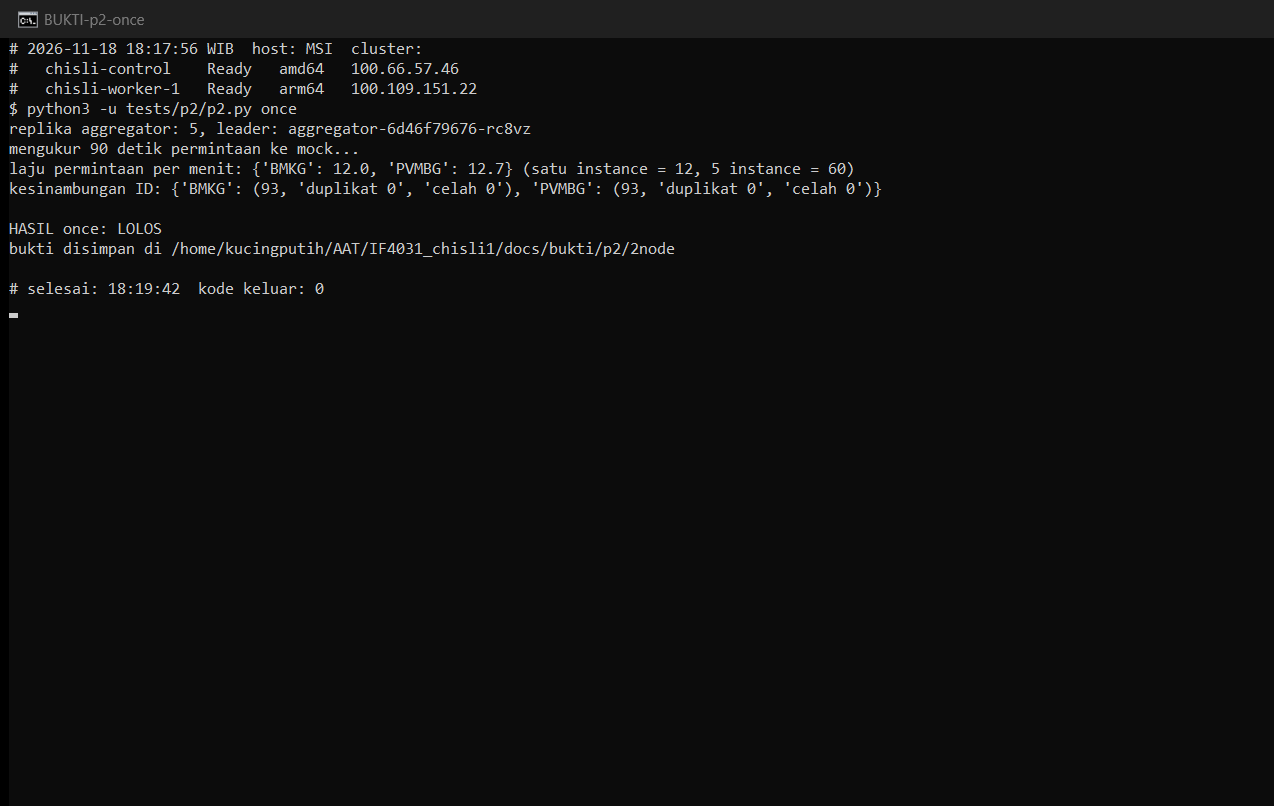 BUKTI-p2-once
# 2026-11-18 18:17:56 WIB  host: MSI  cluster:
#   chisli-control    Ready   amd64   100.66.57.46
#   chisli-worker-1   Ready   arm64   100.109.151.22
$ python3 -u tests/p2/p2.py once
replika aggregator: 5, leader: aggregator-6d46f79676-rc8vz
mengukur 90 detik permintaan ke mock...
laju permintaan per menit: {'BMKG': 12.0, 'PVMBG': 12.7} (satu instance = 12, 5 instance = 60)
kesinambungan ID: {'BMKG': (93, 'duplikat 0', 'celah 0'), 'PVMBG': (93, 'duplikat 0', 'celah 0')}
HASIL once: LOLOS
bukti disimpan di /home/kucingputih/AAT/IF4031_chisli1/docs/bukti/p2/2node
# selesai: 18:19:42  kode keluar: 0